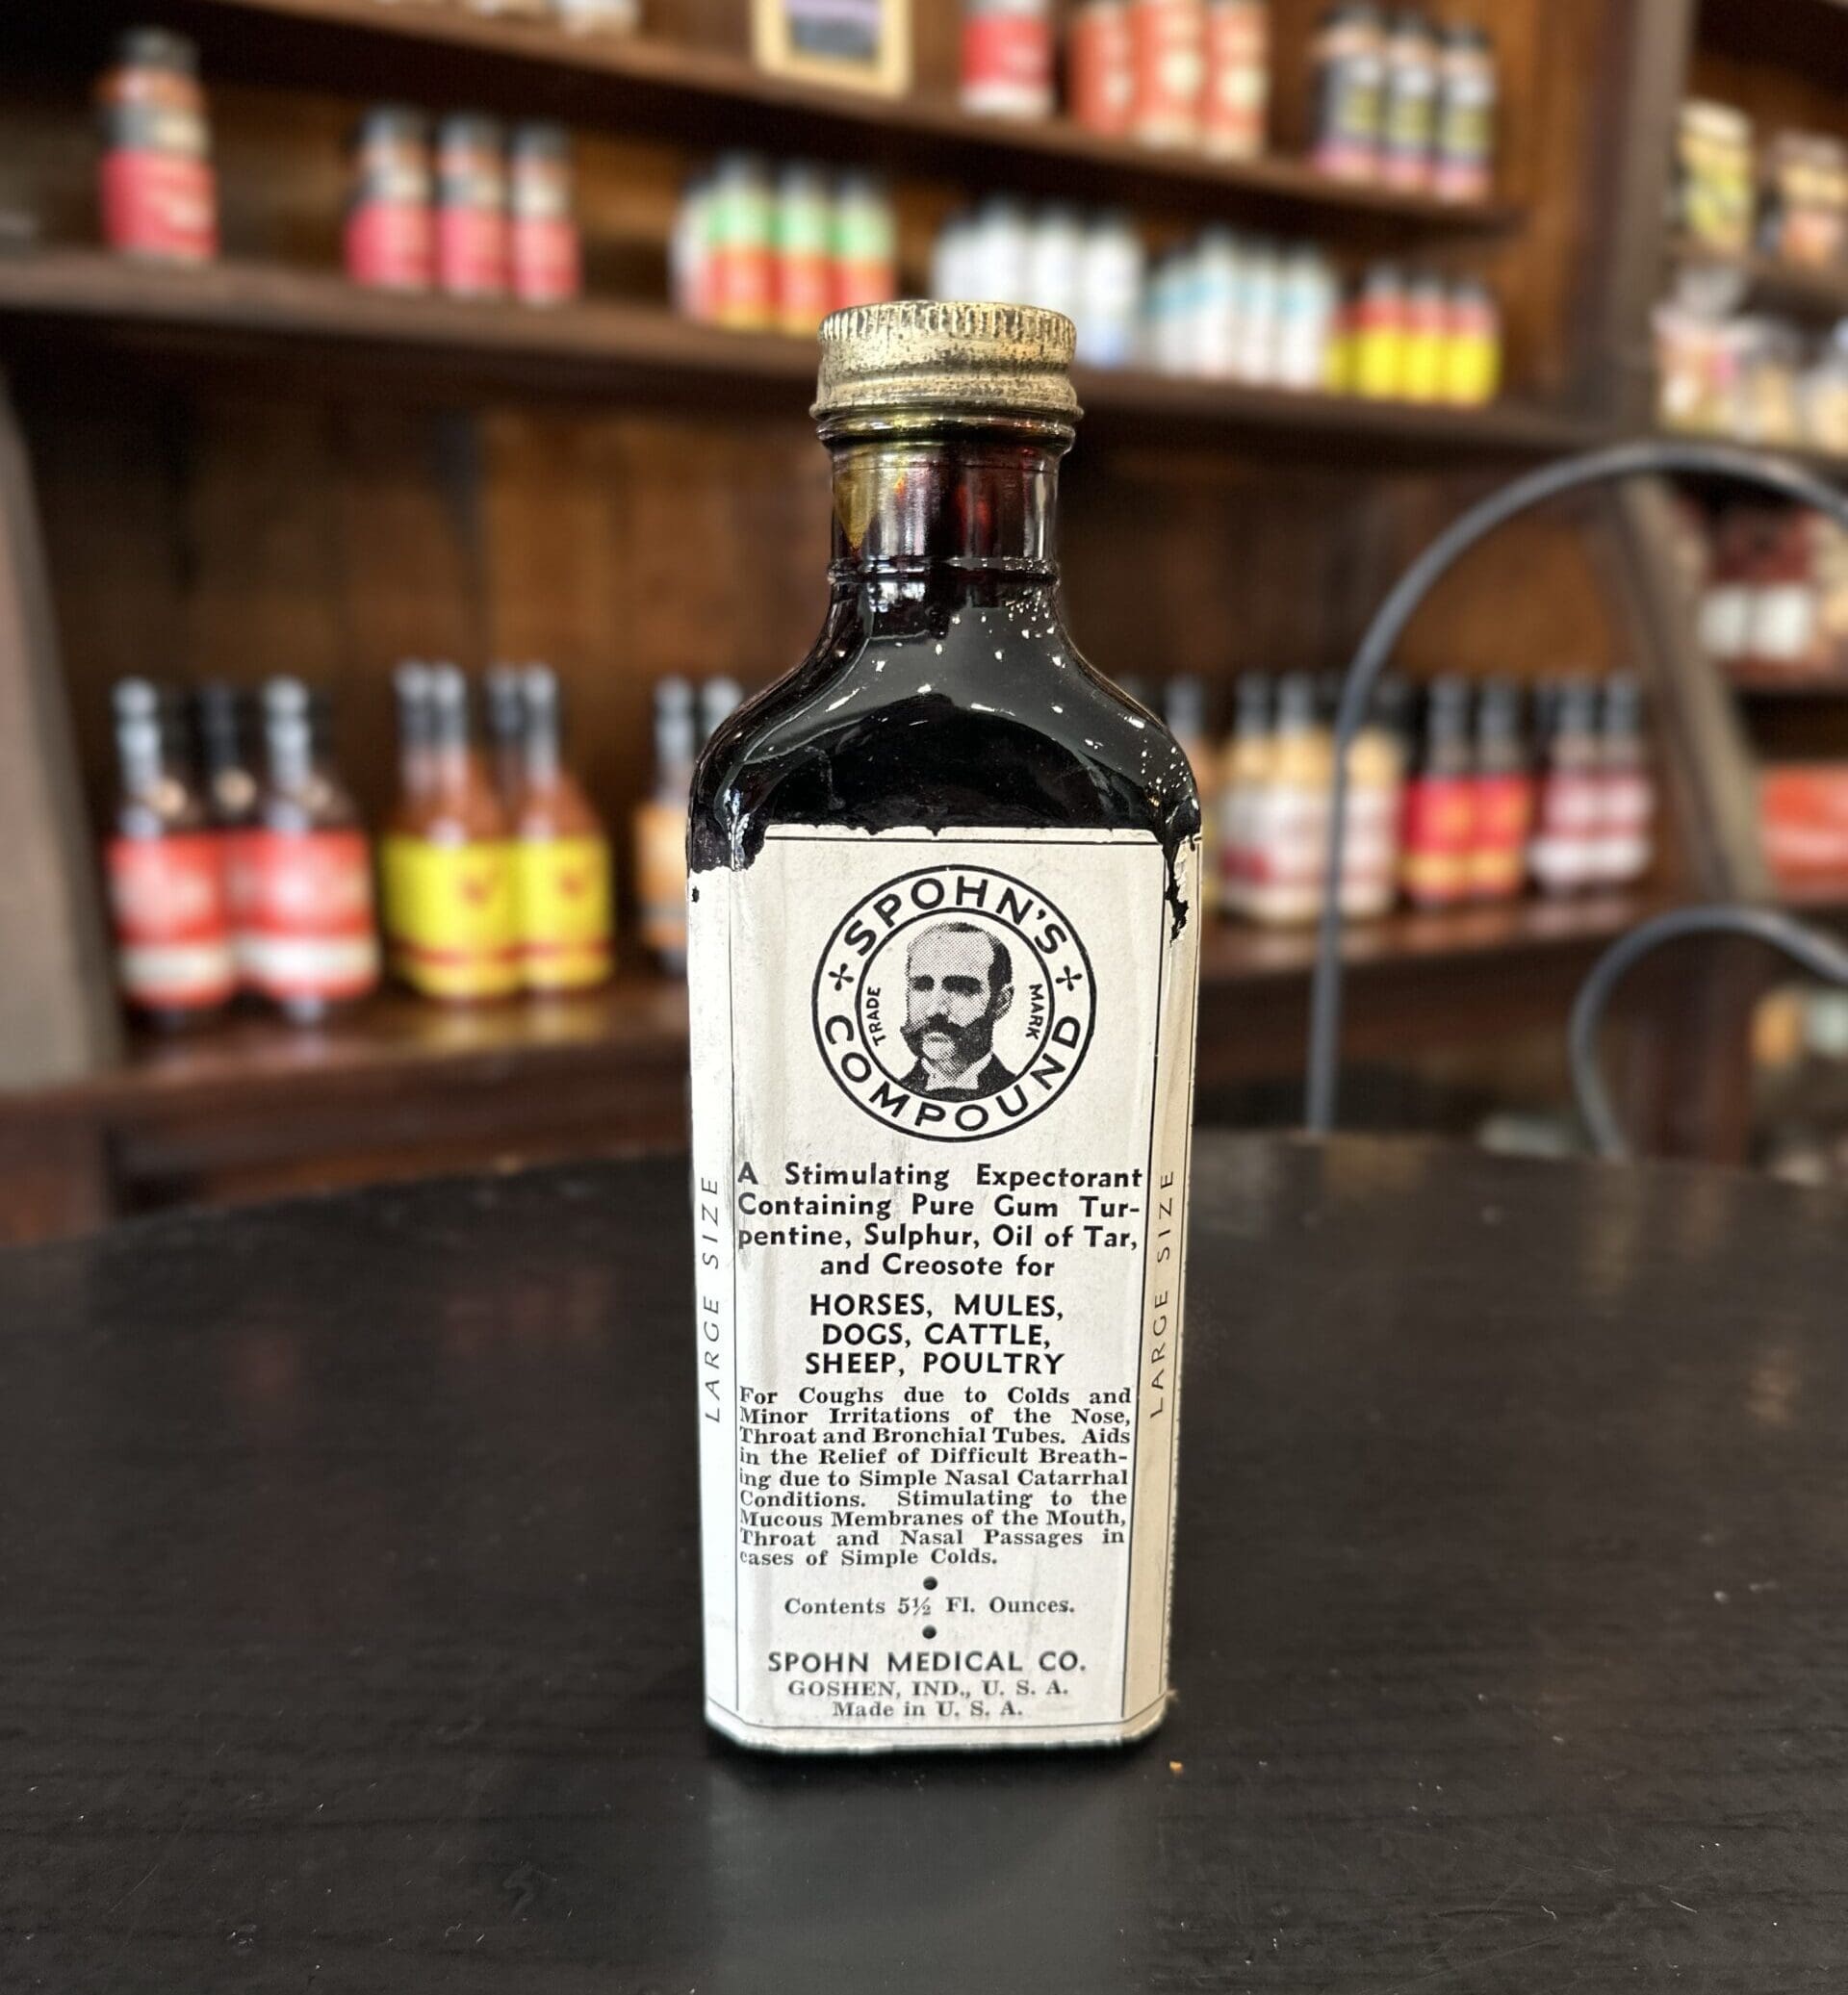 SPOHN'S
COMPOUND
TRADE
MARK
A Stimulating Expectorant
Containing Pure Gum Tur-
pentine, Sulphur, Oil of Tar,
and Creosote for
HORSES, MULES,
DOGS, CATTLE,
SHEEP, POULTRY
For Coughs due to Colds and
Minor Irritations of the Nose,
Throat and Bronchial Tubes. Aids
in the Relief of Difficult Breath-
ing due to Simple Nasal Catarrhal
Conditions. Stimulating to the
Mucous Membranes of the Mouth,
Throat and Nasal Passages in
cases of Simple Colds.
Contents 5½ Fl. Ounces.
SPOHN MEDICAL CO.
GOSHEN, IND., U. S. A.
Made in U. S. A.
LARGE SIZE
LARGE SIZE